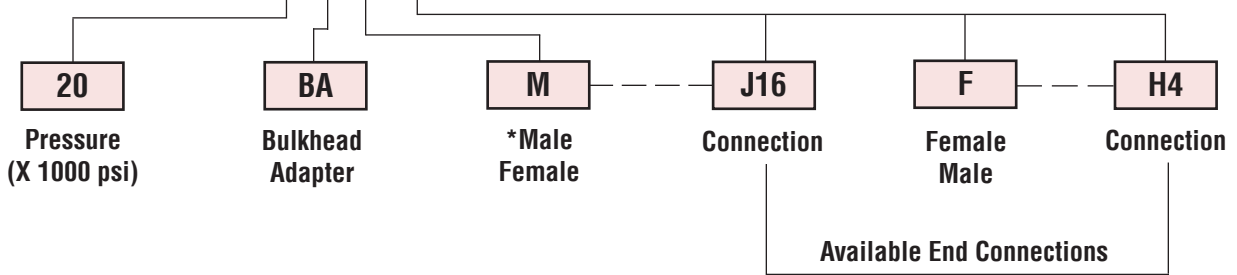 20 BA M J16 F H4
Pressure Bulkhead *Male Connection Female Connection
(X 1000 psi) Adapter Female Male
Available End Connections